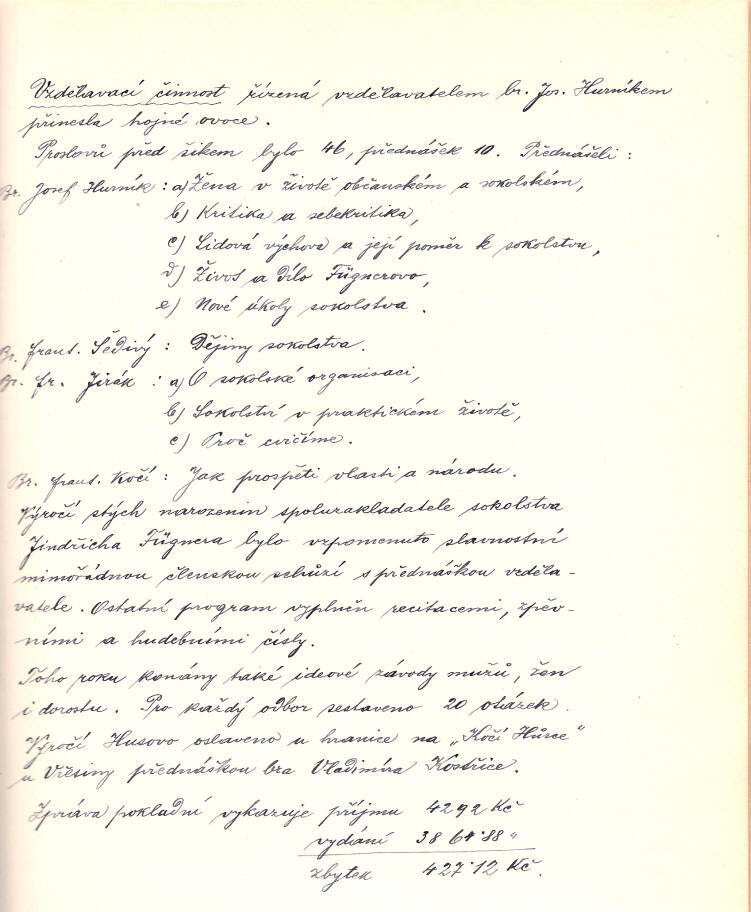 Vzdělavací činnost řízená vzdělavatelem br. Jos. Hurníkem
přinesla hojné ovoce.
Proslovů před šikem bylo 46, přednášek 10. Přednášeli:
Br. Josef Hurník: a) Žena v životě občanském a sokolském,
b) Kritika a sebekritika,
c) Lidová výchova a její poměr k sokolstvu,
d) Život a dílo Fügnerovo,
e) Nové úkoly sokolstva.
Br. Frant. Šedivý: Dějiny sokolstva.
Br. Fr. Jirák: a) O sokolské organisaci,
b) Sokolství v praktickém životě,
c) Proč cvičíme.
Br. Frant. Kočí: Jak prospěti vlasti a národu.
Výročí stých narozenin spoluzakladatele sokolstva
Jindřicha Fügnera bylo vzpomenuto slavnostní
mimořádnou členskou schůzí s přednáškou vzděla-
vatele. Ostatní program vyplněn recitacemi, zpěv-
ními a hudebními čísly.
Toho roku konány také ideové závody mužů, žen
i dorostu. Pro každý odbor sestaveno 20 otázek.
Výročí Husovo oslaveno u hranice na „Kočí Hůrce"
u Vřesiny přednáškou bra Vladimíra Kostřice.
Zpráva pokladní vykazuje příjmu 4292 Kč
vydání 3864·88 „
zbytek 427·12 Kč.